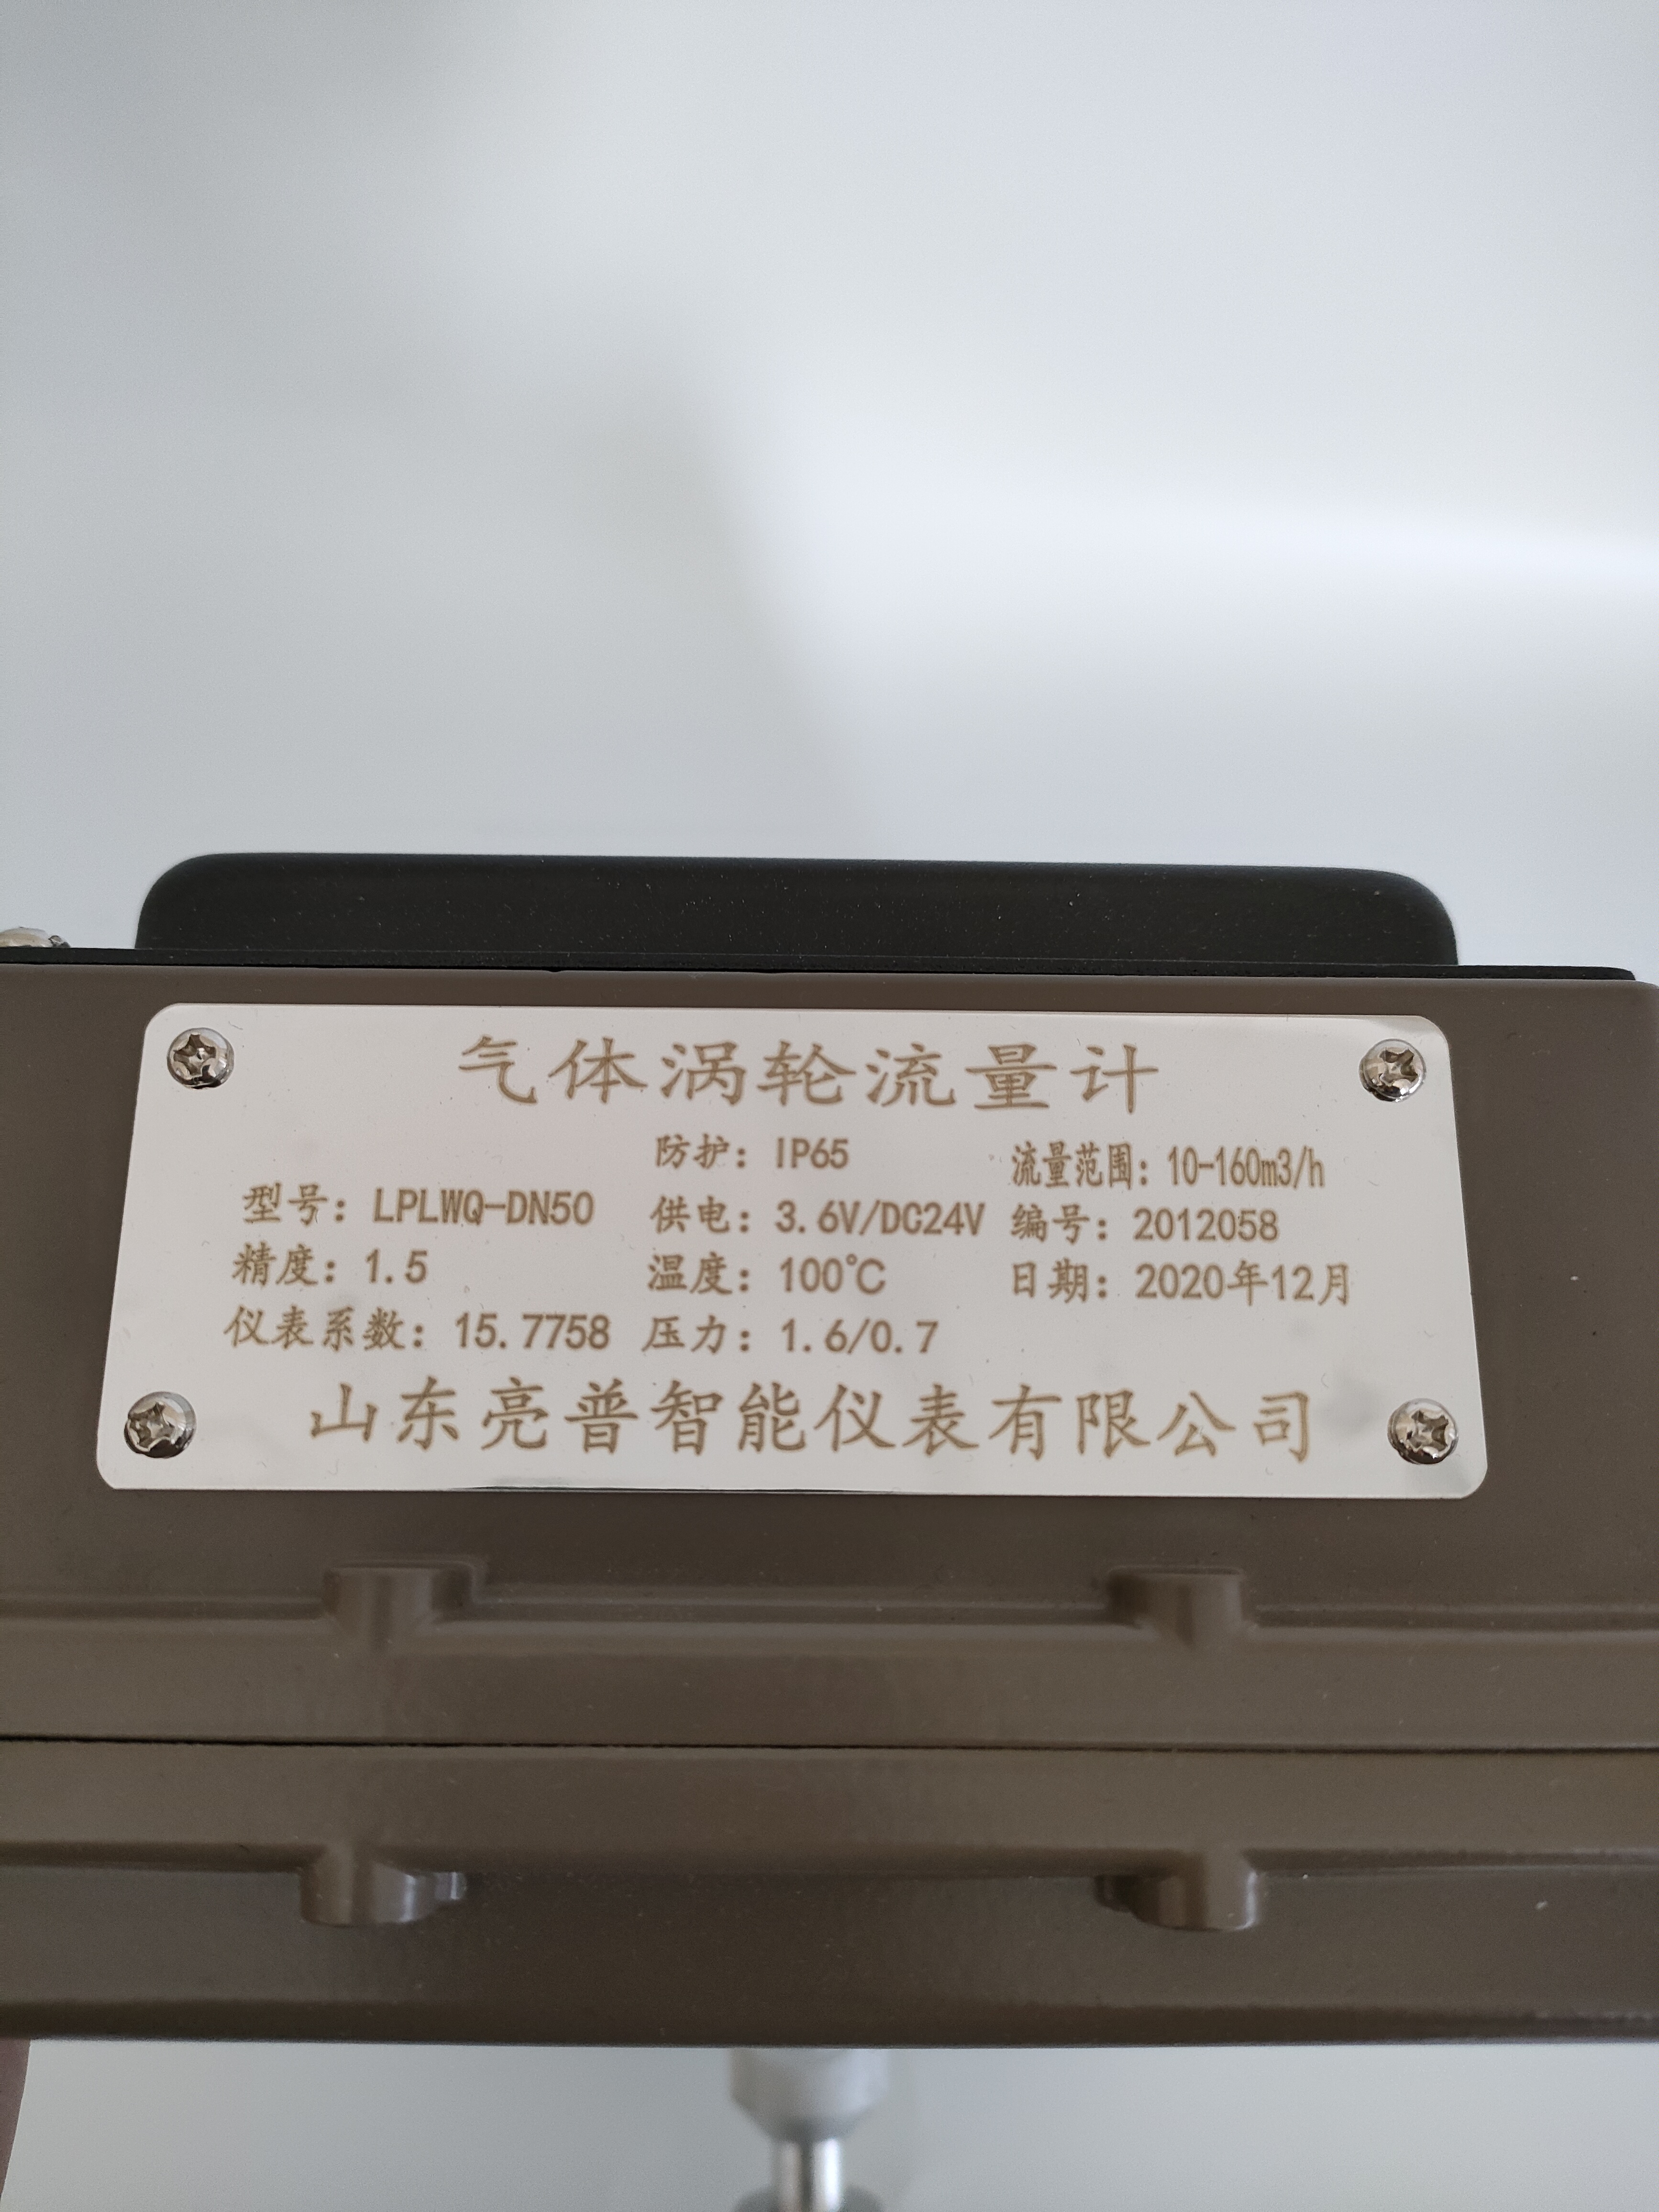 气体涡轮流量计
防护：IP65 流量范围：10-160m3/h
型号：LPLWQ-DN50 供电：3.6V/DC24V 编号：2012058
精度：1.5 温度：100℃ 日期：2020年12月
仪表系数：15.7758 压力：1.6/0.7
山东亮普智能仪表有限公司